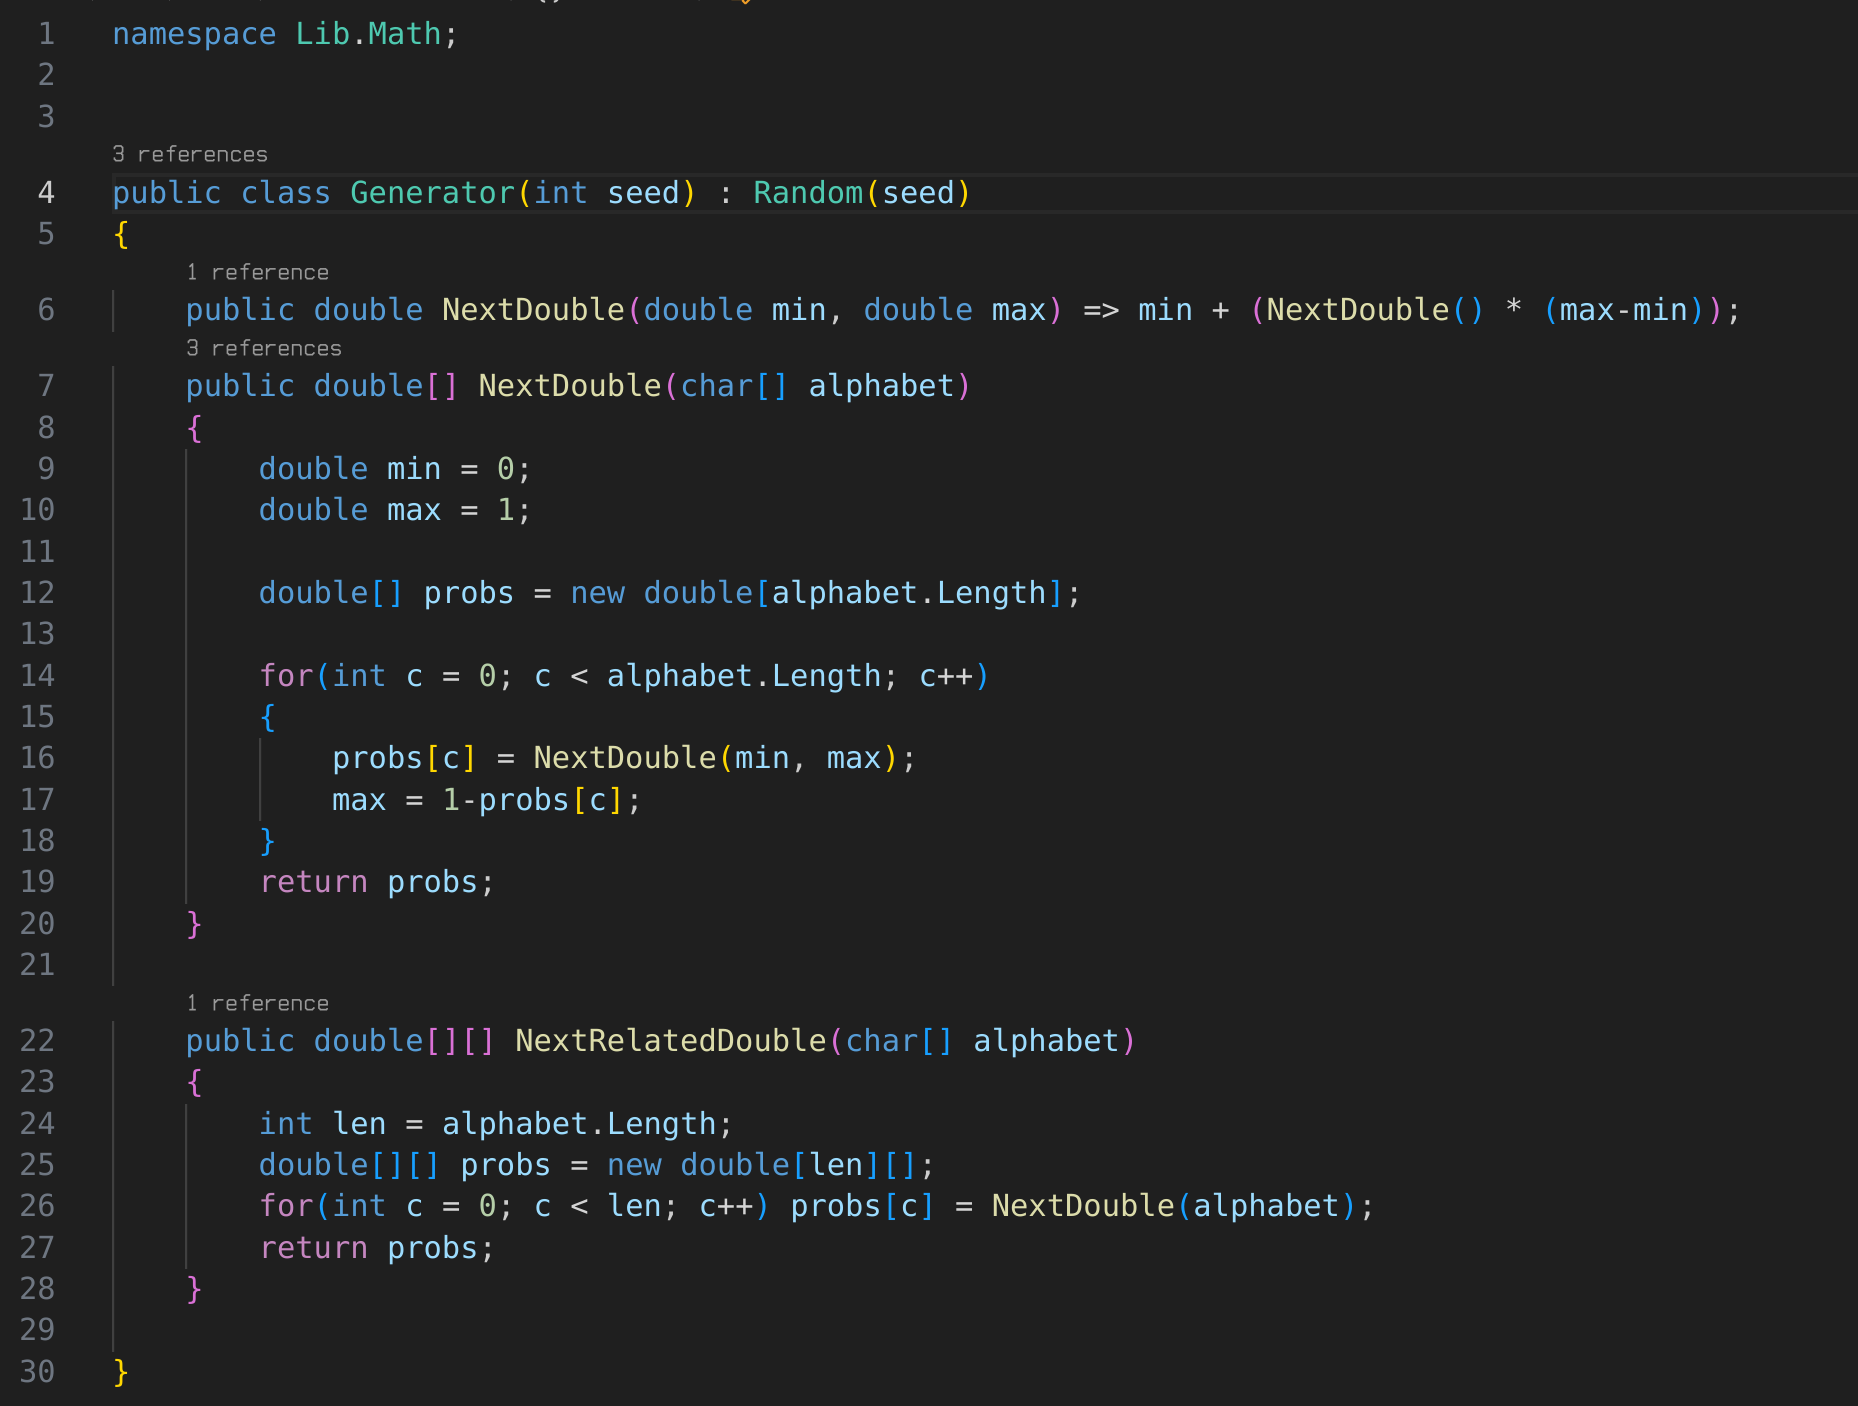 1 namespace Lib.Math;
2
3
3 references
4 public class Generator(int seed) : Random(seed)
5 {
1 reference
6 public double NextDouble(double min, double max) => min + (NextDouble() * (max-min));
3 references
7 public double[] NextDouble(char[] alphabet)
8 {
9 double min = 0;
10 double max = 1;
11
12 double[] probs = new double[alphabet.Length];
13
14 for(int c = 0; c < alphabet.Length; c++)
15 {
16 probs[c] = NextDouble(min, max);
17 max = 1-probs[c];
18 }
19 return probs;
20 }
21
1 reference
22 public double[][] NextRelatedDouble(char[] alphabet)
23 {
24 int len = alphabet.Length;
25 double[][] probs = new double[len][];
26 for(int c = 0; c < len; c++) probs[c] = NextDouble(alphabet);
27 return probs;
28 }
29
30 }